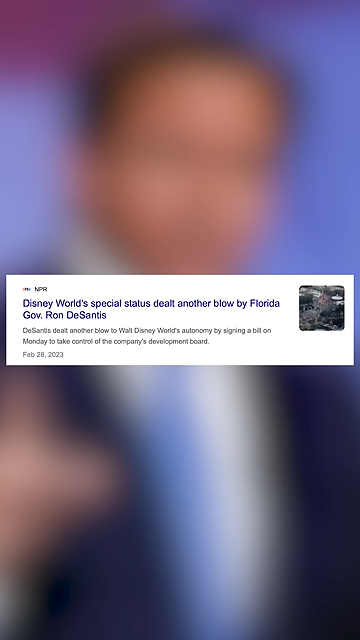 NPR
Disney World's special status dealt another blow by Florida
Gov. Ron DeSantis
DeSantis dealt another blow to Walt Disney World's autonomy by signing a bill on
Monday to take control of the company's development board.
Feb 28, 2023